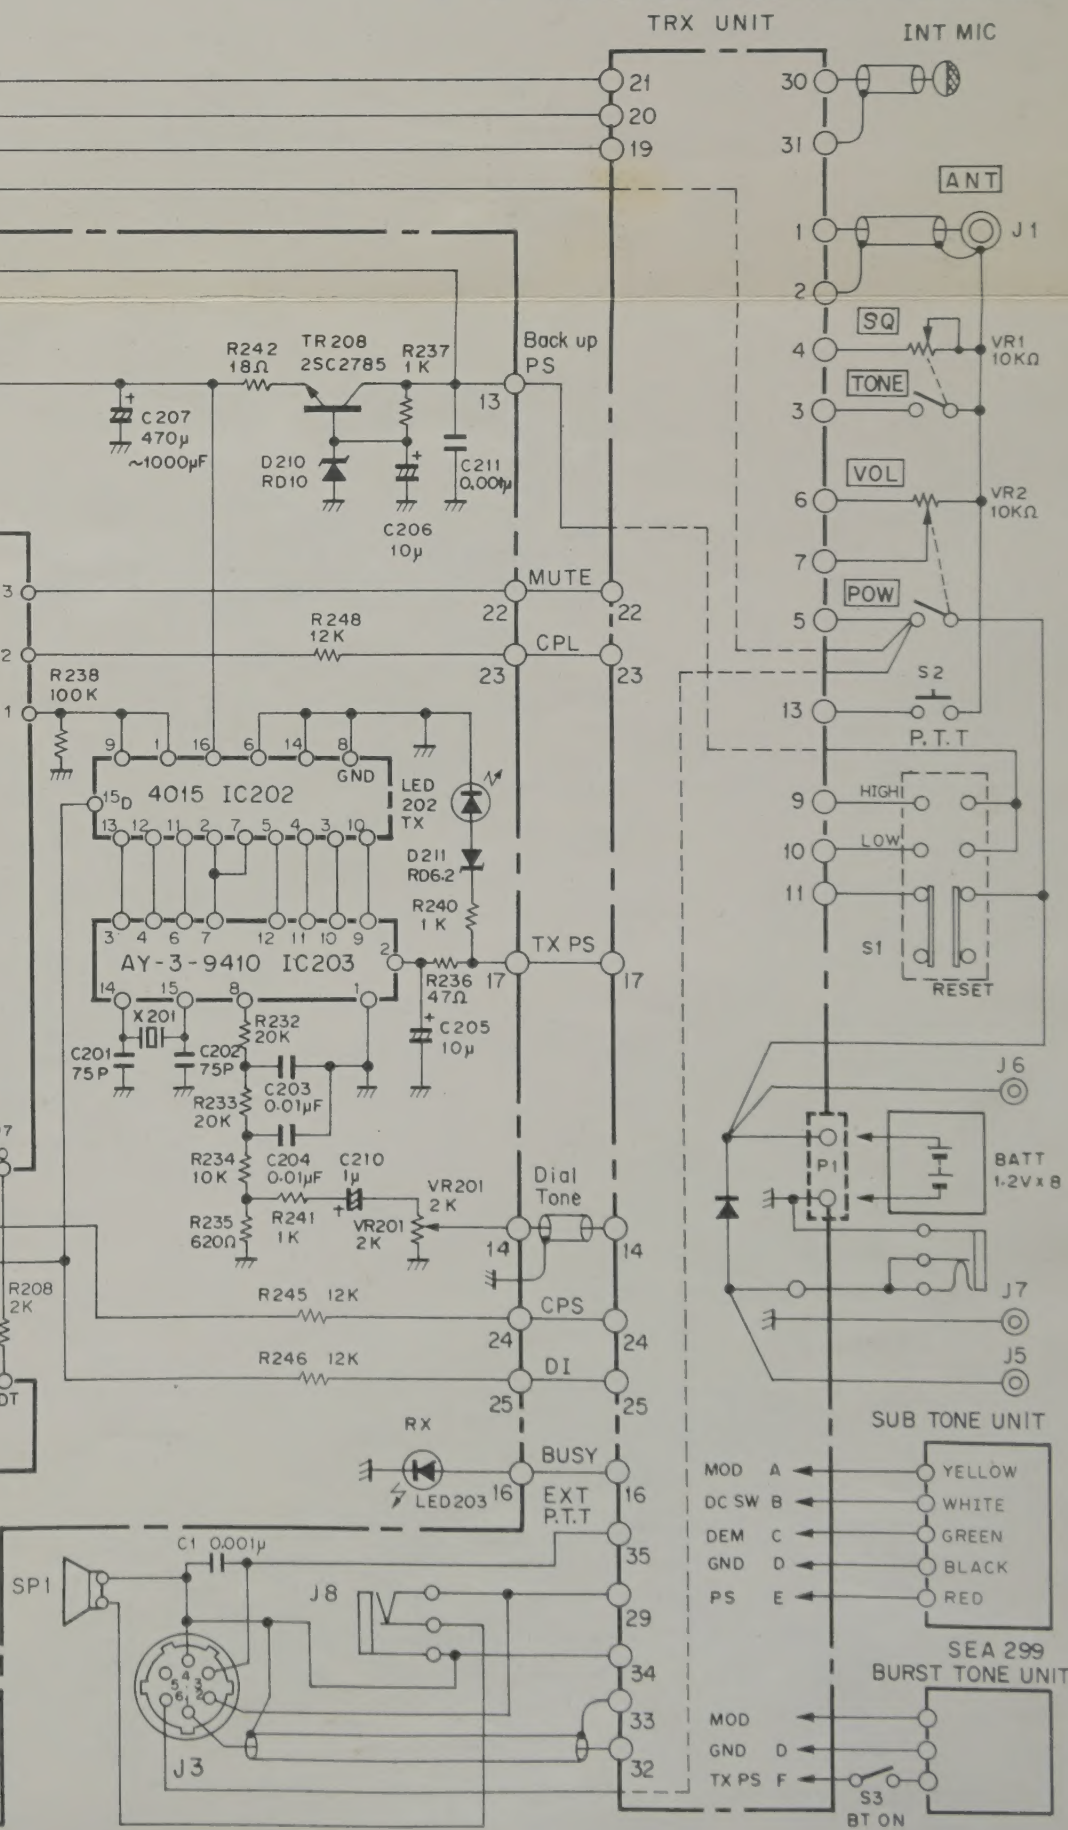 TRX UNIT
INT MIC
21
20
19
30
31
ANT
1
J1
2
SQ
4
VR1
10KΩ
TONE
3
VOL
6
VR2
10KΩ
7
POW
5
S2
13
P.T.T
R242
18Ω
TR208
2SC2785
R237
1K
Back up
PS
13
+
C207
470µ
~1000µF
D210
RD10
+
C206
10µ
C211
0.001µ
3
MUTE
22
22
2
R248
12K
CPL
23
23
1
R238
100K
9
1
16
6
14
8
GND
15
D
4015 IC202
13
12
11
2
7
5
4
3
10
LED
202
TX
D211
RD6.2
R240
1K
3
4
6
7
12
11
10
9
AY-3-9410 IC203
2
14
15
8
1
R236
47Ω
17
TX PS
17
+
C205
10µ
X201
C201
75P
C202
75P
R232
20K
C203
0.01µF
R233
20K
C204
0.01µF
R234
10K
C210
1µ
+
R241
1K
R235
620Ω
VR201
2K
VR201
2K
Dial
Tone
14
14
R208
2K
R245 12K
CPS
24
24
R246 12K
DI
25
25
DT
RX
LED203
BUSY
16
16
EXT
P.T.T
35
9
HIGH
10
LOW
11
S1
RESET
J6
P1
BATT
1.2V x 8
J7
J5
SUB TONE UNIT
MOD A YELLOW
DC SW B WHITE
DEM C GREEN
GND D BLACK
PS E RED
SEA 299
BURST TONE UNIT
MOD
GND D
TX PS F
S3
BT ON
C1 0.001µ
SP1
J8
29
34
33
32
4
5
3
6
1
2
J3